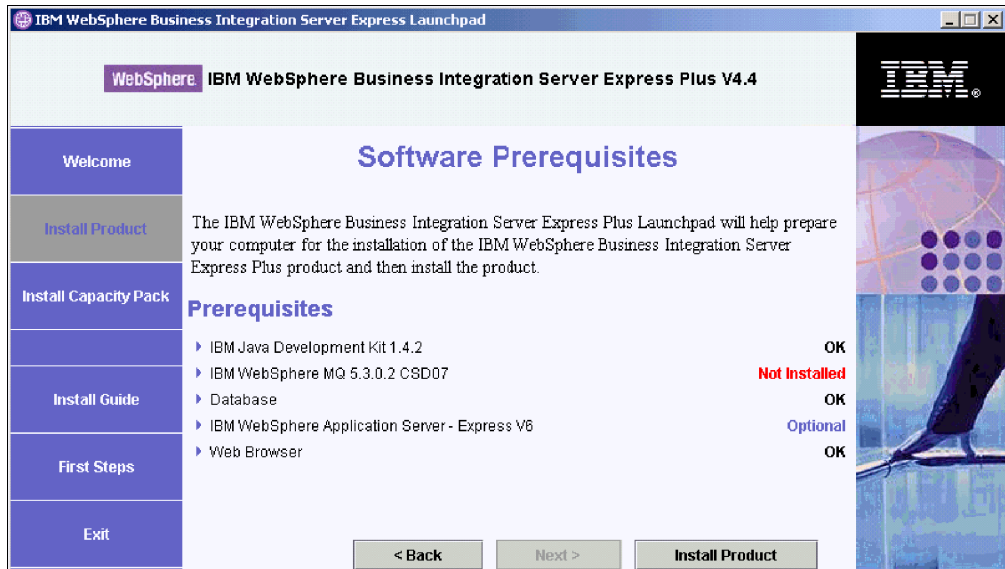 IBM WebSphere Business Integration Server Express Launchpad
WebSphere. IBM WebSphere Business Integration Server Express Plus V4.4
IBM®
Welcome
Install Product
Install Capacity Pack
Install Guide
First Steps
Exit
Software Prerequisites
The IBM WebSphere Business Integration Server Express Plus Launchpad will help prepare
your computer for the installation of the IBM WebSphere Business Integration Server
Express Plus product and then install the product.
Prerequisites
IBM Java Development Kit 1.4.2 OK
IBM WebSphere MQ 5.3.0.2 CSD07 Not Installed
Database OK
IBM WebSphere Application Server - Express V6 Optional
Web Browser OK
< Back Next > Install Product